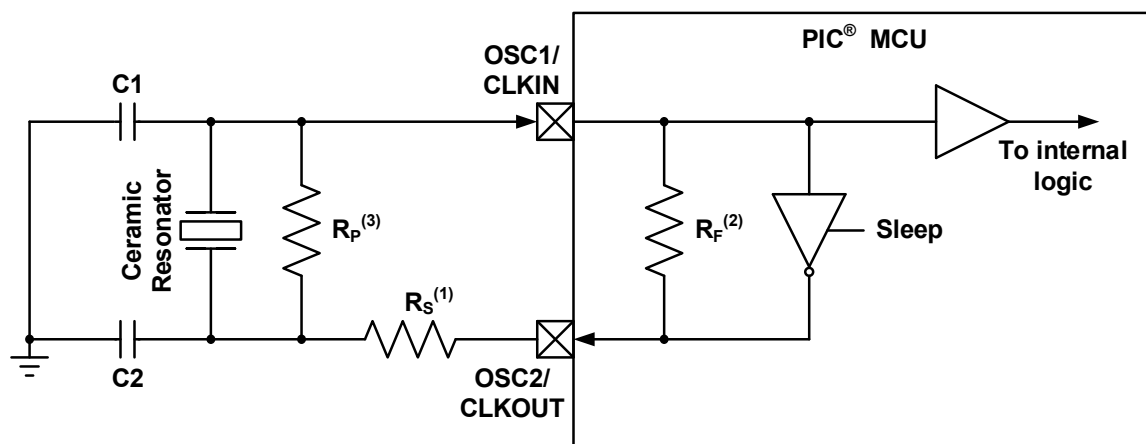 PIC® MCU
OSC1/
CLKIN
C1
To internal
logic
Ceramic
Resonator
RP(3)
RF(2)
Sleep
RS(1)
C2
OSC2/
CLKOUT